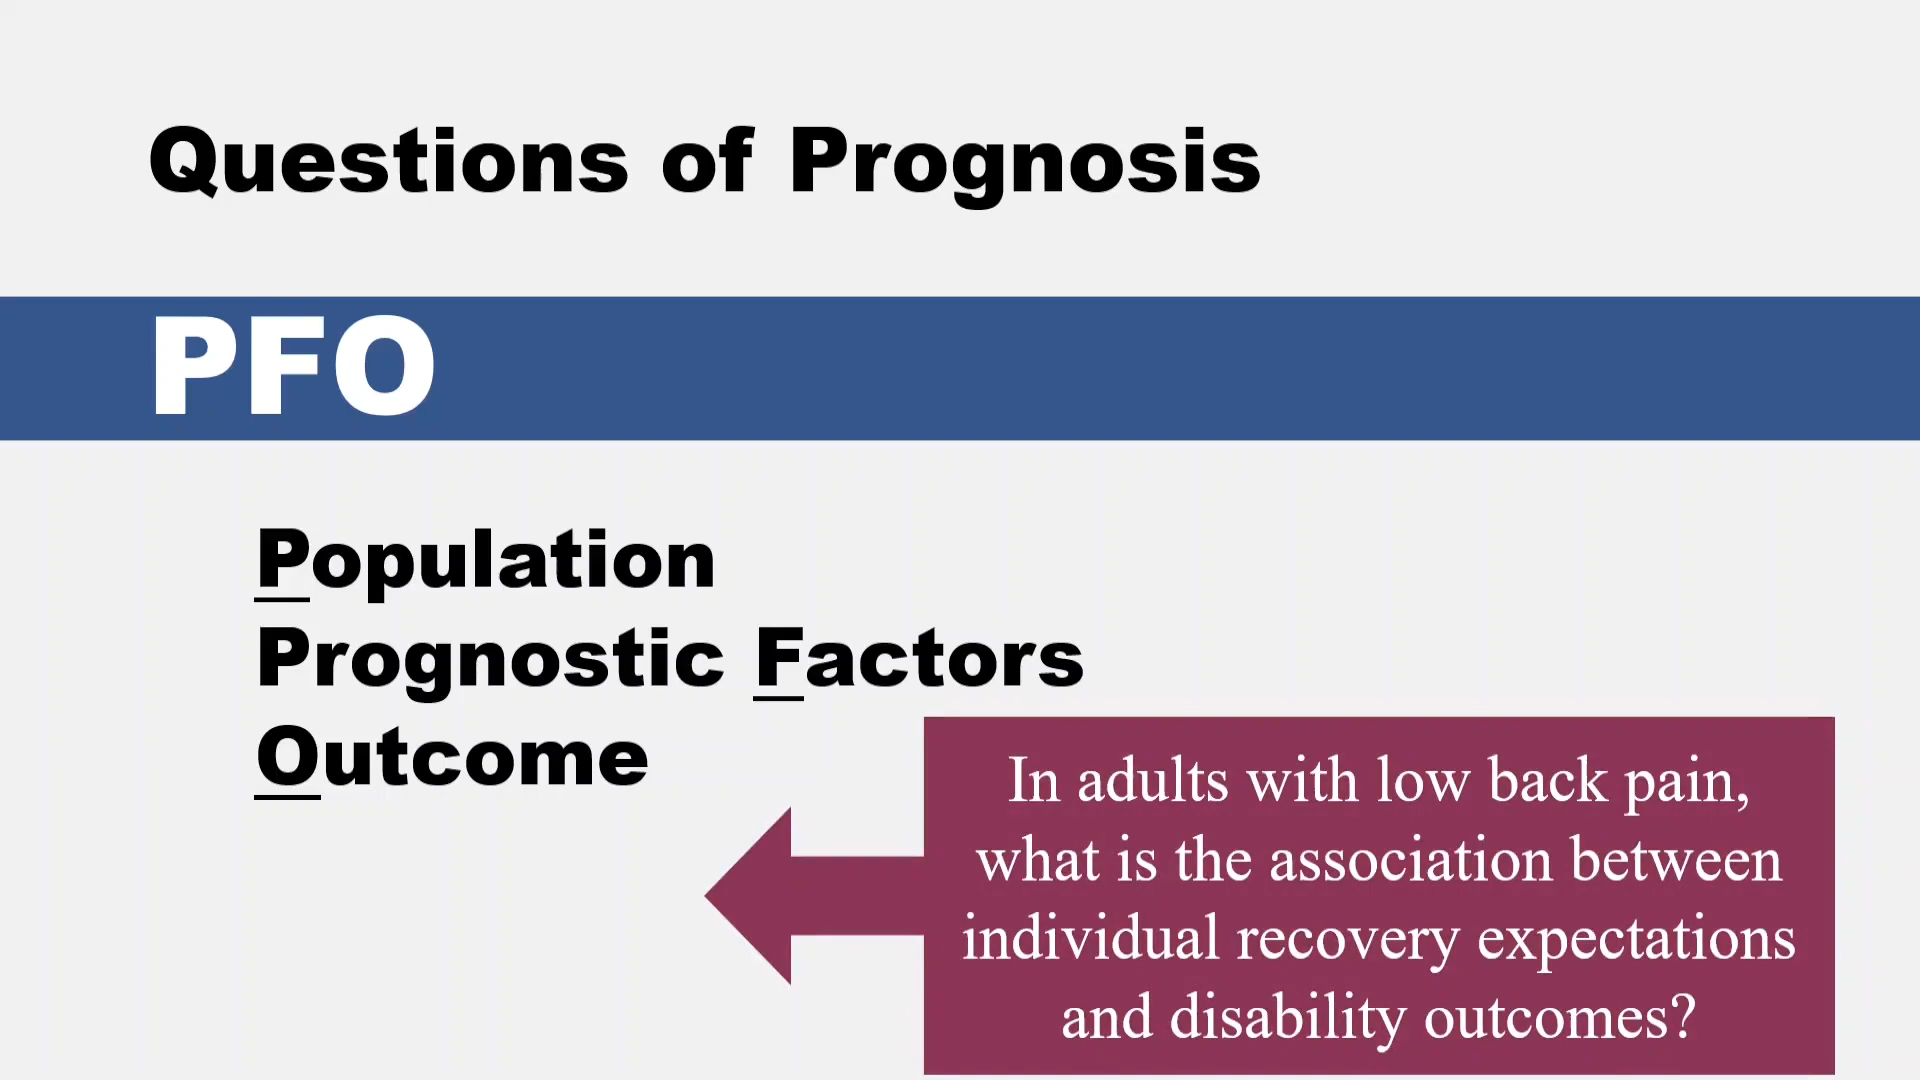 Questions of Prognosis
PFO
Population
Prognostic Factors
Outcome
In adults with low back pain,
what is the association between
individual recovery expectations
and disability outcomes?